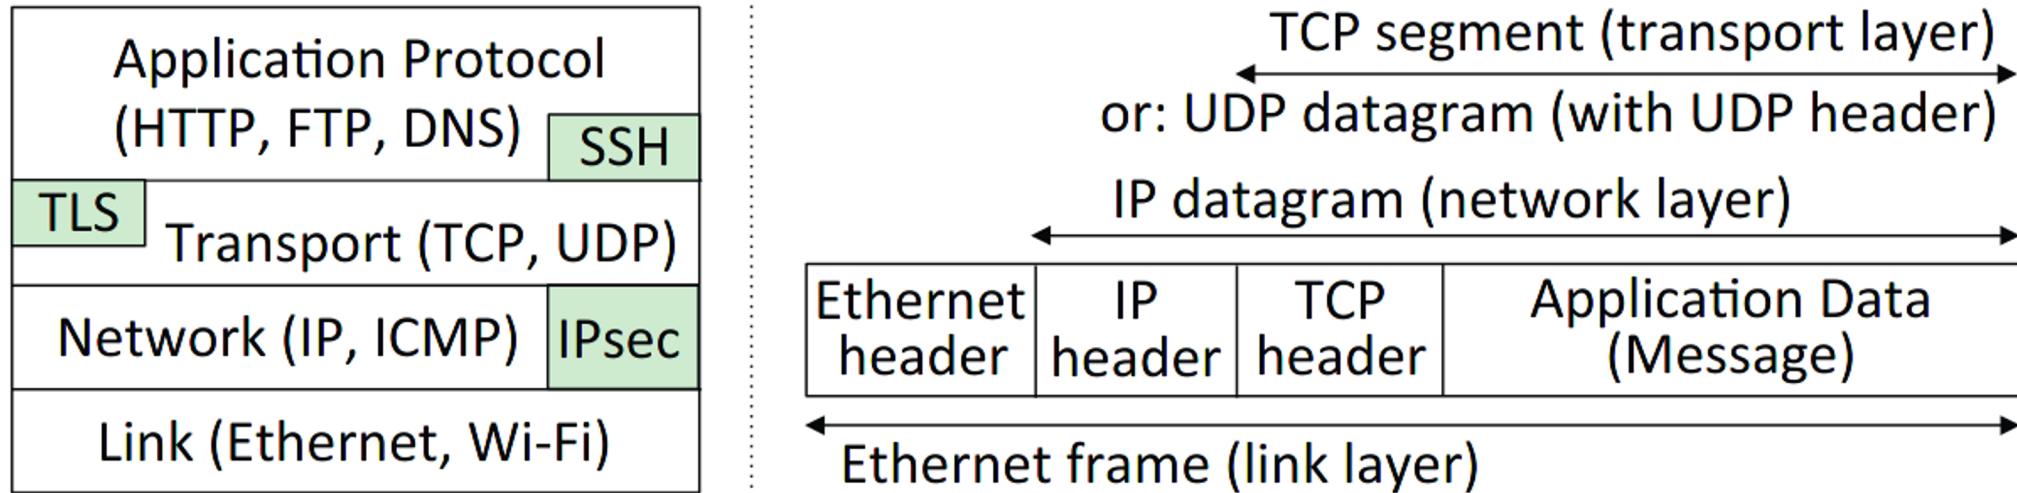 Application Protocol
(HTTP, FTP, DNS)
SSH
TLS
Transport (TCP, UDP)
Network (IP, ICMP)
IPsec
Link (Ethernet, Wi-Fi)
TCP segment (transport layer)
or: UDP datagram (with UDP header)
IP datagram (network layer)
Ethernet
header
IP
header
TCP
header
Application Data
(Message)
Ethernet frame (link layer)